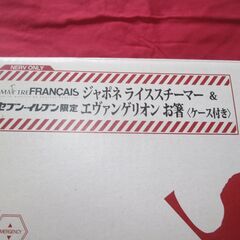 NERV ONLY
MAITRE FRANÇAIS ジャポネ ライススチーマー &
セブン-イレブン限定 エヴァンゲリオン お箸〈ケース付き〉
EMERGENCY